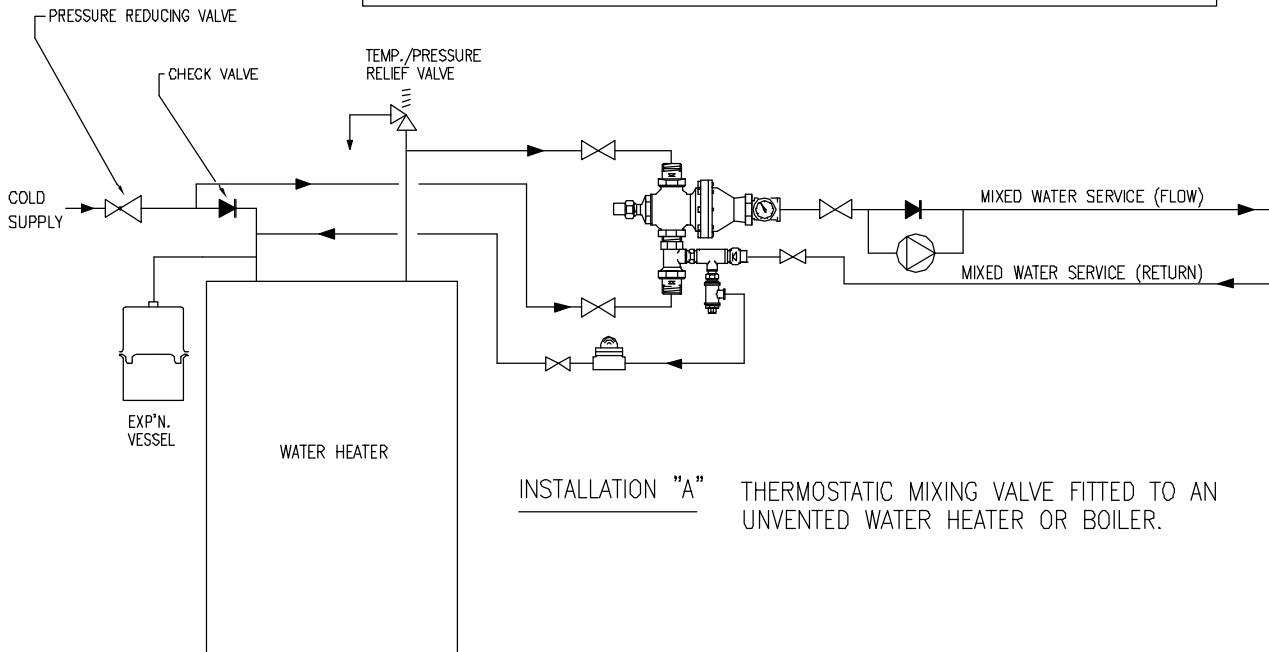 PRESSURE REDUCING VALVE
CHECK VALVE
TEMP./PRESSURE
RELIEF VALVE
COLD
SUPPLY
MIXED WATER SERVICE (FLOW)
MIXED WATER SERVICE (RETURN)
EXP'N.
VESSEL
WATER HEATER
INSTALLATION "A"
THERMOSTATIC MIXING VALVE FITTED TO AN
UNVENTED WATER HEATER OR BOILER.